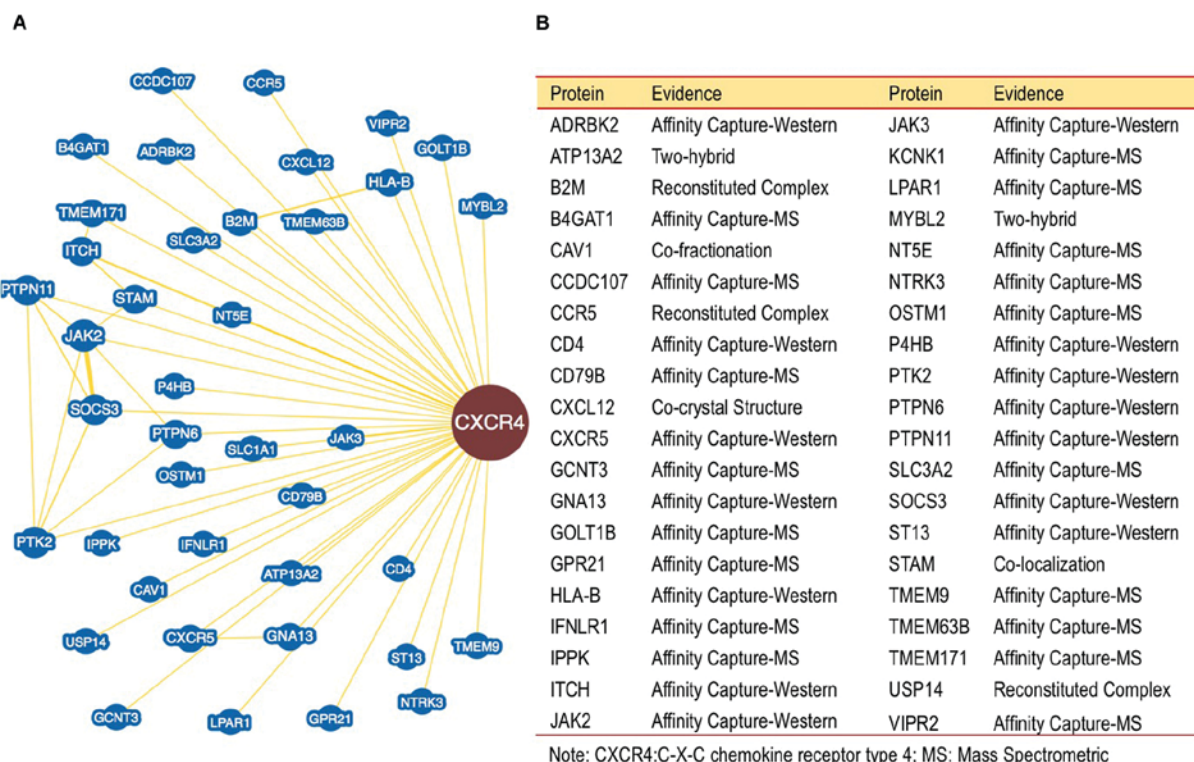 A
CCDC107
CCR5
VIPR2
GOLT1B
B4GAT1
ADRBK2
CXCL12
HLA-B
MYBL2
TMEM171
B2M
TMEM63B
SLC3A2
ITCH
PTPN11
STAM
NT5E
JAK2
P4HB
SOCS3
CXCR4
PTPN6
JAK3
SLC1A1
OSTM1
CD79B
PTK2
IPPK
IFNLR1
ATP13A2
CD4
CAV1
USP14
CXCR5
GNA13
TMEM9
ST13
NTRK3
GCNT3
LPAR1
GPR21
B
Protein Evidence Protein Evidence
ADRBK2 Affinity Capture-Western JAK3 Affinity Capture-Western
ATP13A2 Two-hybrid KCNK1 Affinity Capture-MS
B2M Reconstituted Complex LPAR1 Affinity Capture-MS
B4GAT1 Affinity Capture-MS MYBL2 Two-hybrid
CAV1 Co-fractionation NT5E Affinity Capture-MS
CCDC107 Affinity Capture-MS NTRK3 Affinity Capture-MS
CCR5 Reconstituted Complex OSTM1 Affinity Capture-MS
CD4 Affinity Capture-Western P4HB Affinity Capture-Western
CD79B Affinity Capture-MS PTK2 Affinity Capture-Western
CXCL12 Co-crystal Structure PTPN6 Affinity Capture-Western
CXCR5 Affinity Capture-Western PTPN11 Affinity Capture-Western
GCNT3 Affinity Capture-MS SLC3A2 Affinity Capture-MS
GNA13 Affinity Capture-Western SOCS3 Affinity Capture-Western
GOLT1B Affinity Capture-MS ST13 Affinity Capture-Western
GPR21 Affinity Capture-MS STAM Co-localization
HLA-B Affinity Capture-Western TMEM9 Affinity Capture-MS
IFNLR1 Affinity Capture-MS TMEM63B Affinity Capture-MS
IPPK Affinity Capture-MS TMEM171 Affinity Capture-MS
ITCH Affinity Capture-Western USP14 Reconstituted Complex
JAK2 Affinity Capture-Western VIPR2 Affinity Capture-MS
Note: CXCR4:C-X-C chemokine receptor type 4; MS: Mass Spectrometric